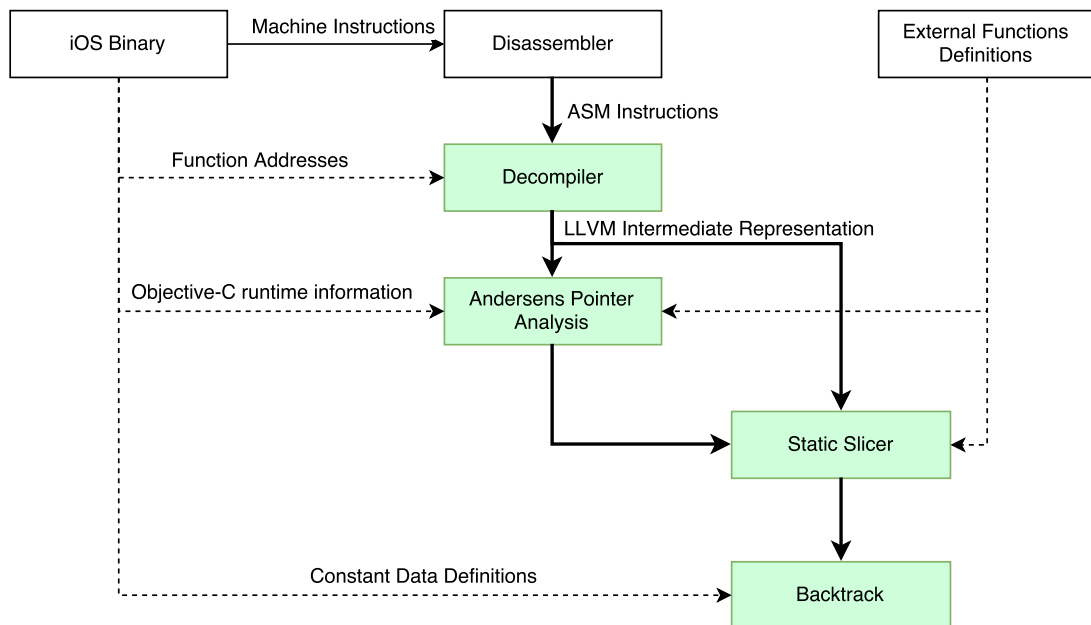 iOS Binary
Machine Instructions
Disassembler
External Functions
Definitions
ASM Instructions
Function Addresses
Decompiler
LLVM Intermediate Representation
Objective-C runtime information
Andersens Pointer
Analysis
Static Slicer
Constant Data Definitions
Backtrack